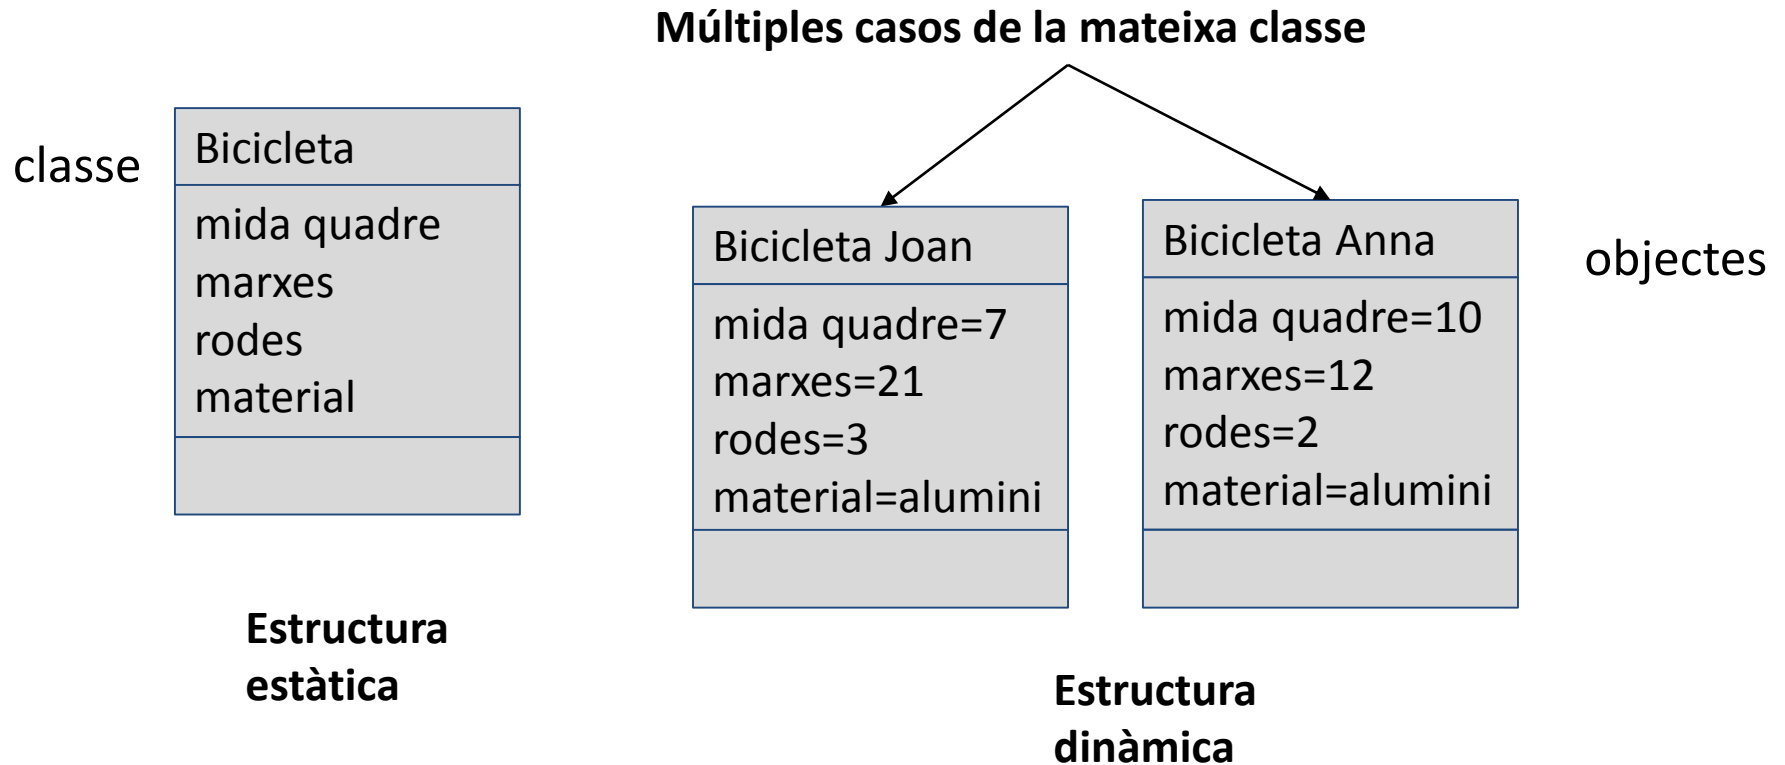 Múltiples casos de la mateixa classe
classe
Bicicleta
mida quadre
marxes
rodes
material
Estructura
estàtica
Bicicleta Joan
mida quadre=7
marxes=21
rodes=3
material=alumini
Bicicleta Anna
mida quadre=10
marxes=12
rodes=2
material=alumini
objectes
Estructura
dinàmica